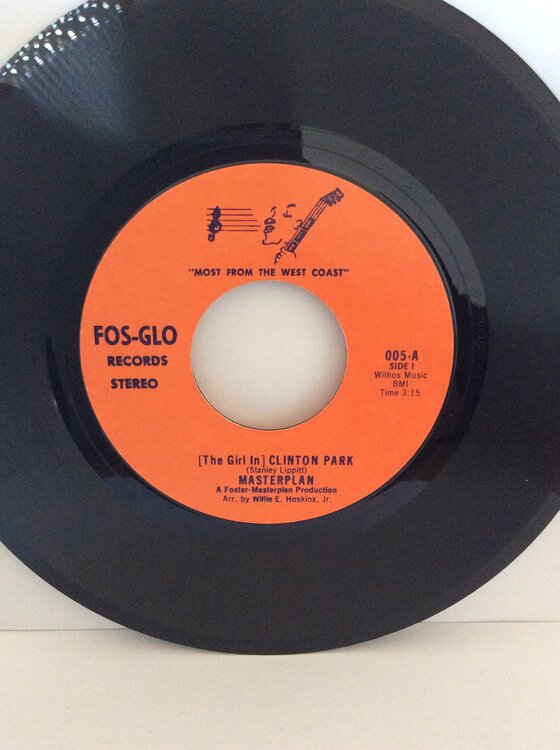 "MOST FROM THE WEST COAST"
FOS-GLO
RECORDS
STEREO
005-A
SIDE I
Wilhos Music
BMI
Time 3:15
[The Girl In] CLINTON PARK
(Stanley Lippitt)
MASTERPLAN
A Foster-Masterplan Production
Arr. by Willie E. Hoskins, Jr.